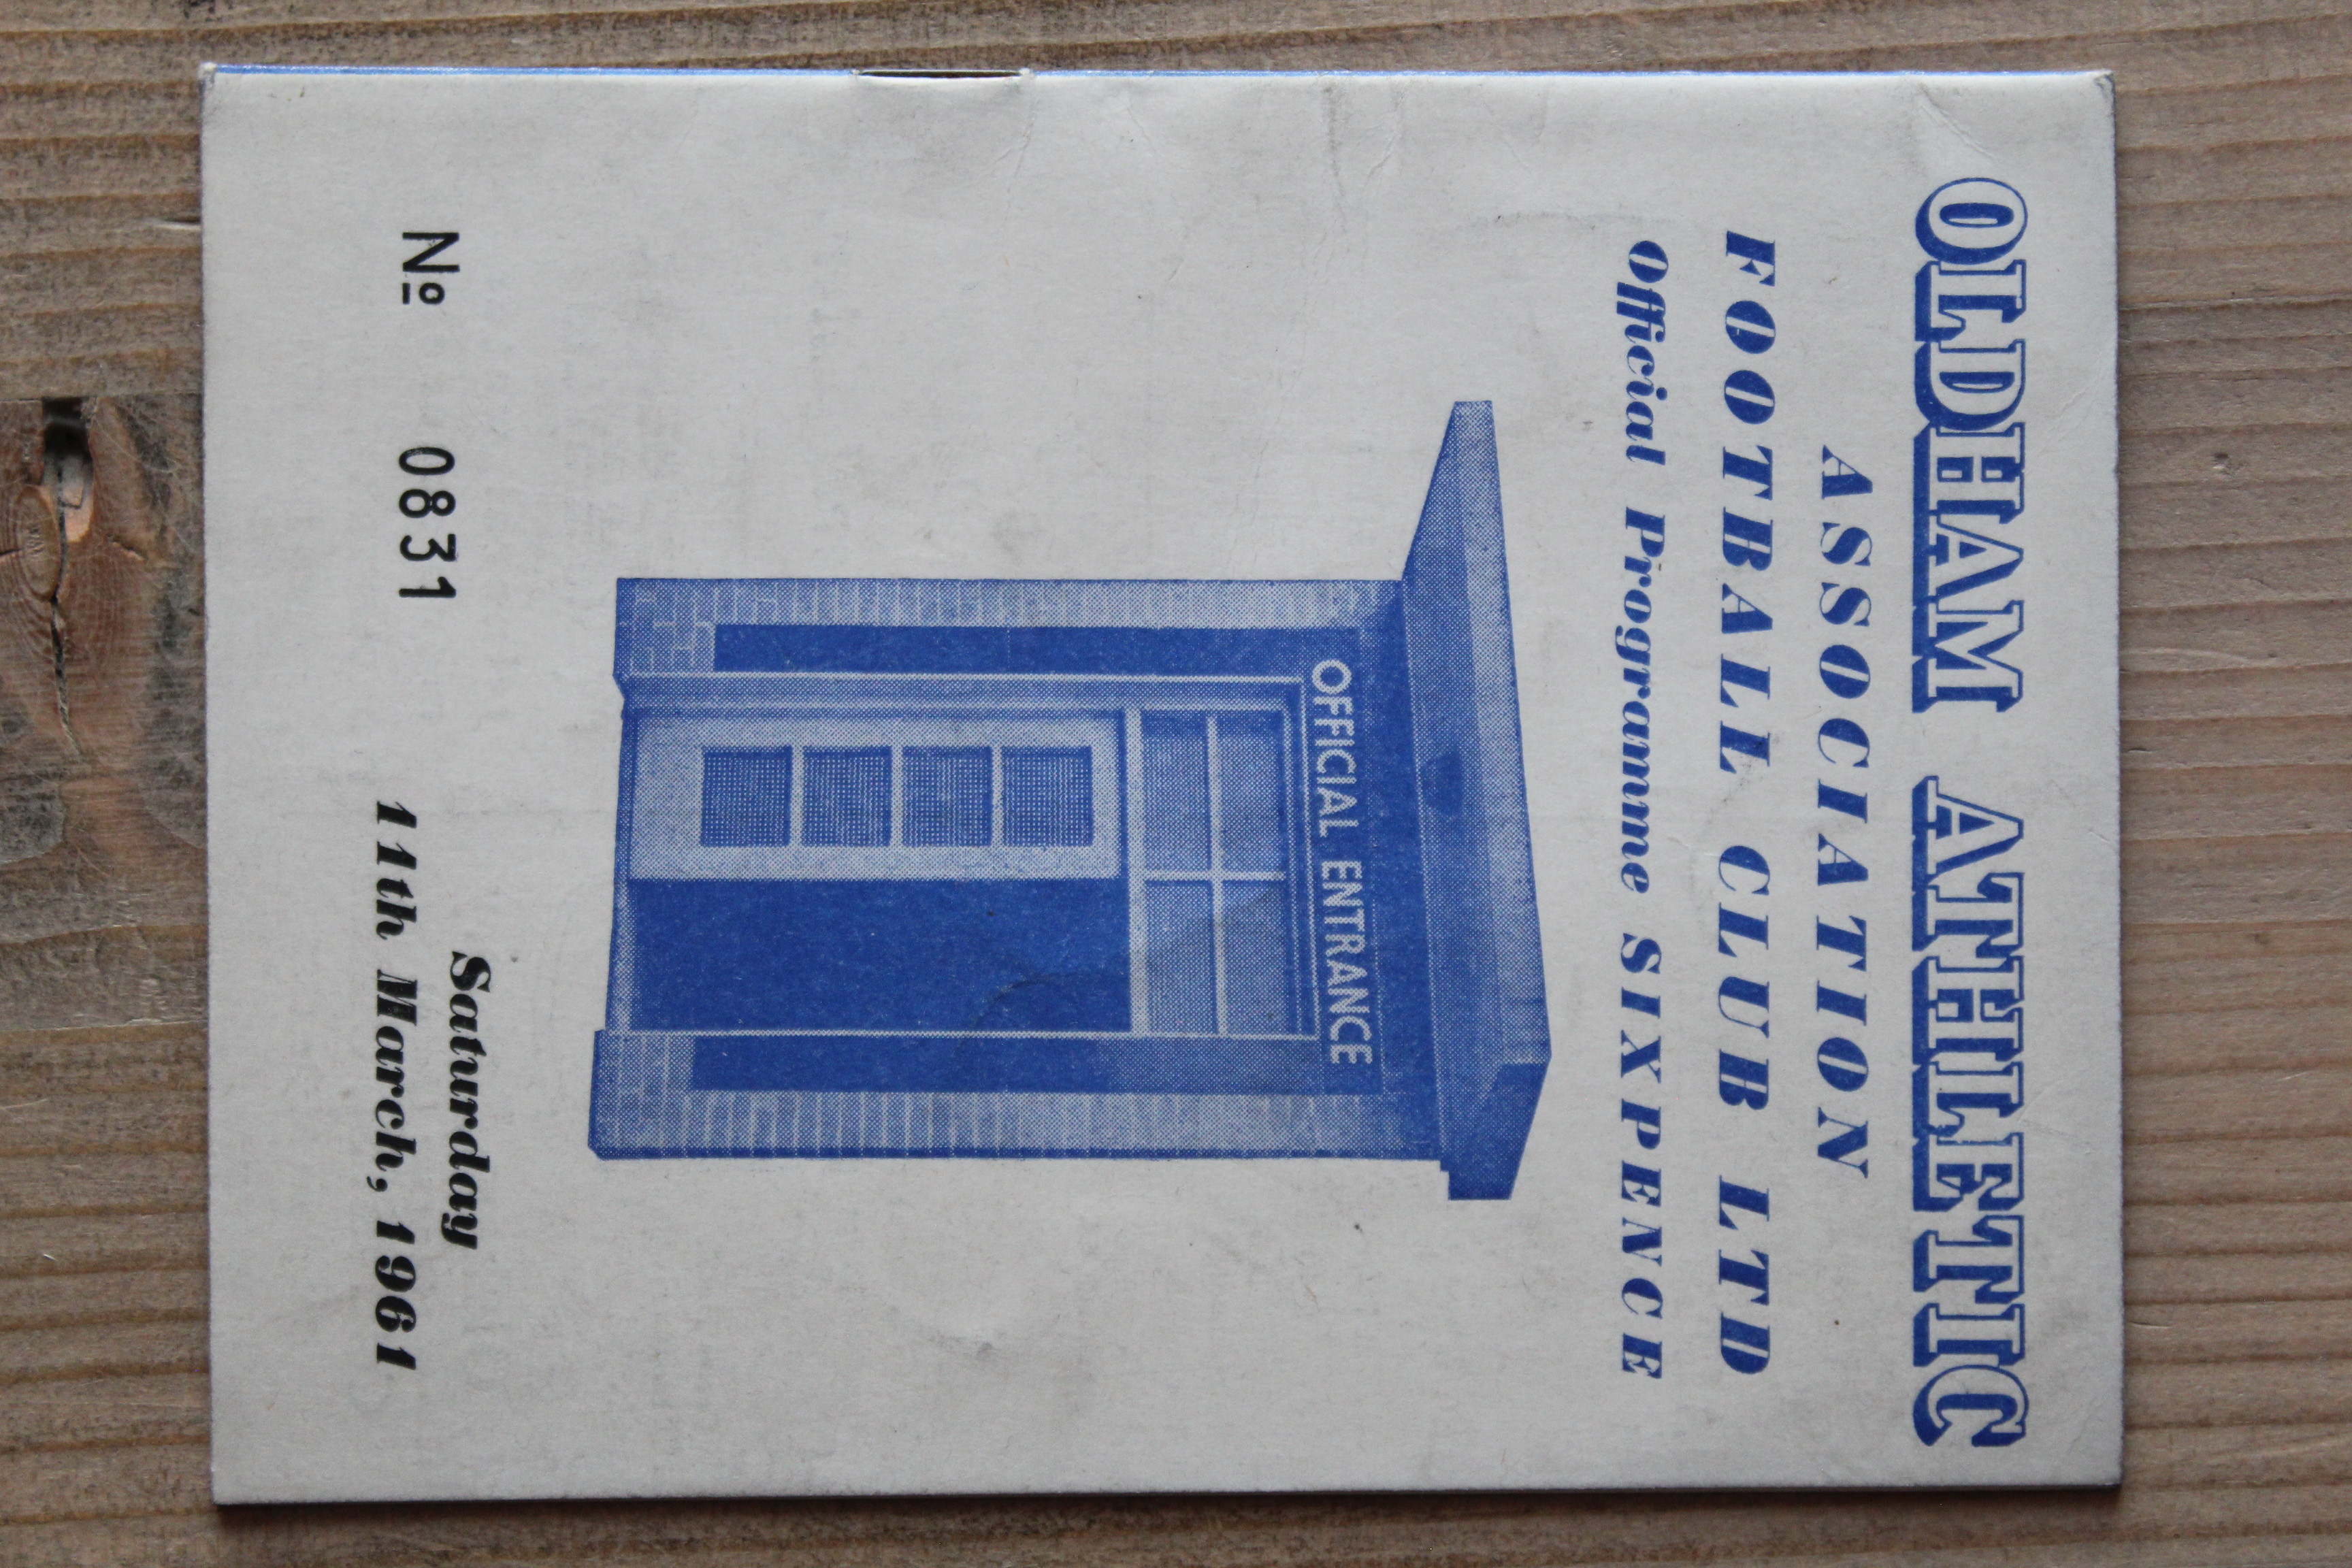 OLDHAM ATHLETIC
ASSOCIATION
FOOTBALL CLUB LTD
Official Programme SIXPENCE
OFFICIAL ENTRANCE
Saturday
Nº 0831
11th March, 1961